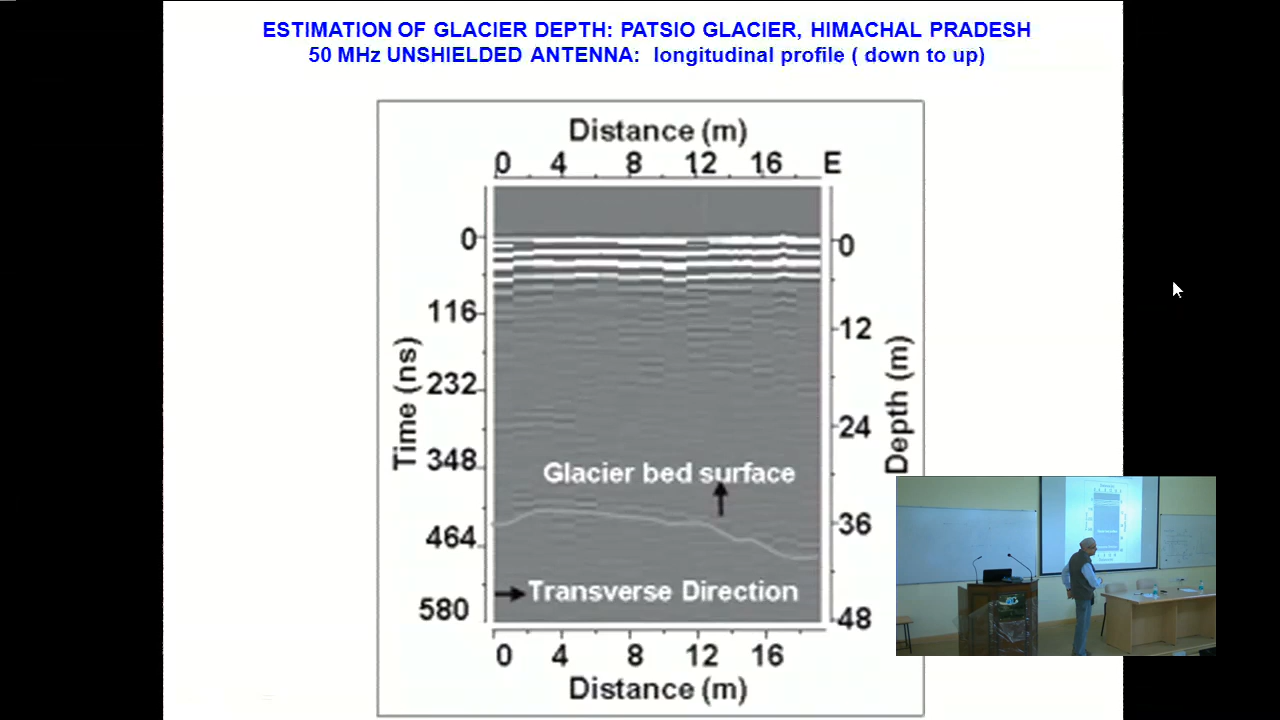 ESTIMATION OF GLACIER DEPTH: PATSIO GLACIER, HIMACHAL PRADESH
50 MHz UNSHIELDED ANTENNA: longitudinal profile ( down to up)
Distance (m)
0 4 8 12 16 E
0 0
116 12
232 24
348 36
464 48
580
Time (ns)
Depth (m)
Glacier bed surface
Transverse Direction
0 4 8 12 16
Distance (m)